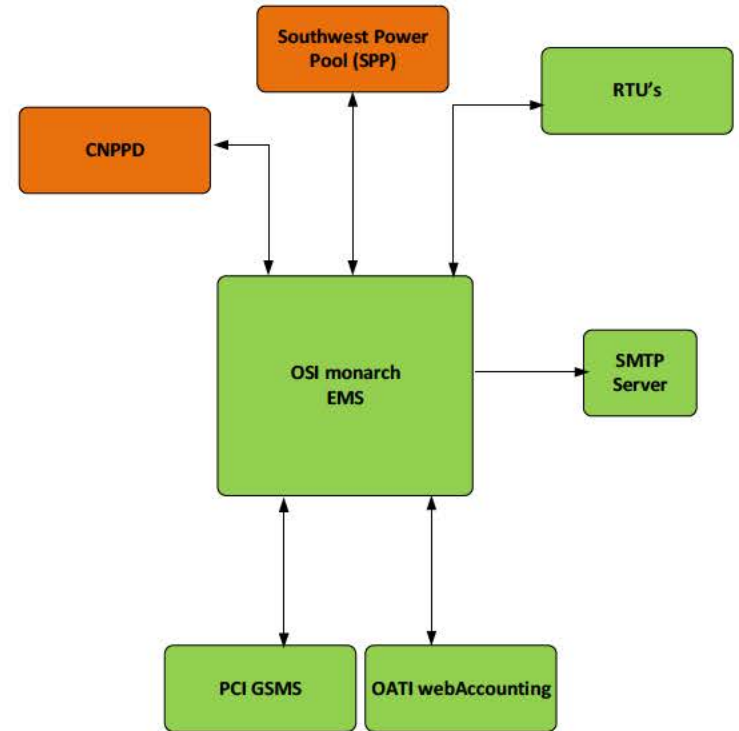 Southwest Power
Pool (SPP)
RTU's
CNPPD
OSI monarch
EMS
SMTP
Server
PCI GSMS
OATI webAccounting